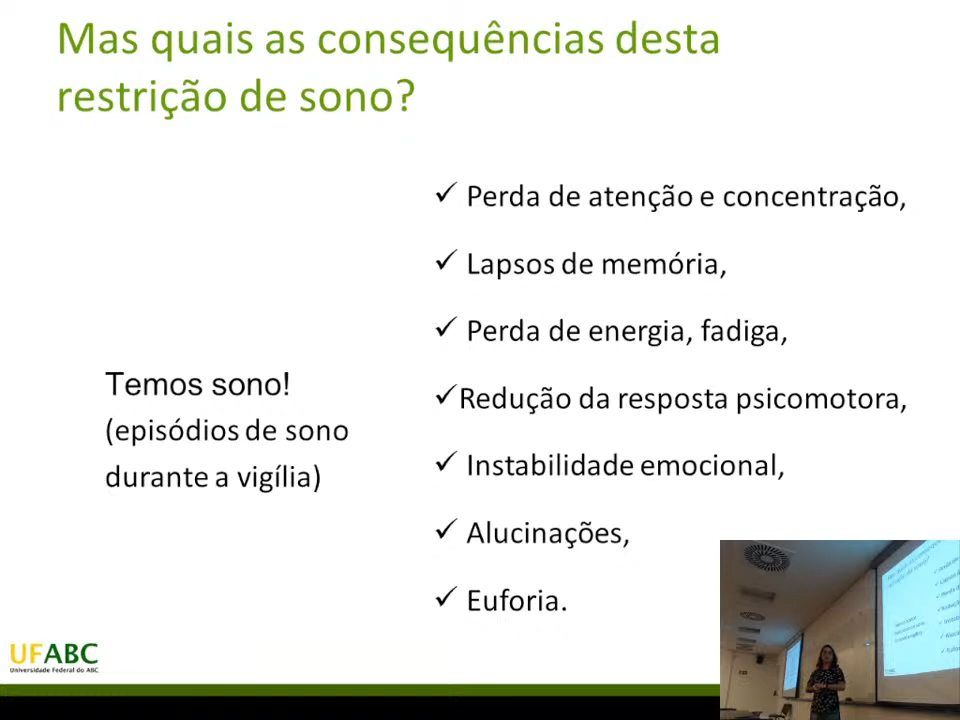 Mas quais as consequências desta
restrição de sono?
Temos sono!
(episódios de sono
durante a vigília)
✓ Perda de atenção e concentração,
✓ Lapsos de memória,
✓ Perda de energia, fadiga,
✓Redução da resposta psicomotora,
✓ Instabilidade emocional,
✓ Alucinações,
✓ Euforia.
UFABC
Universidade Federal do ABC